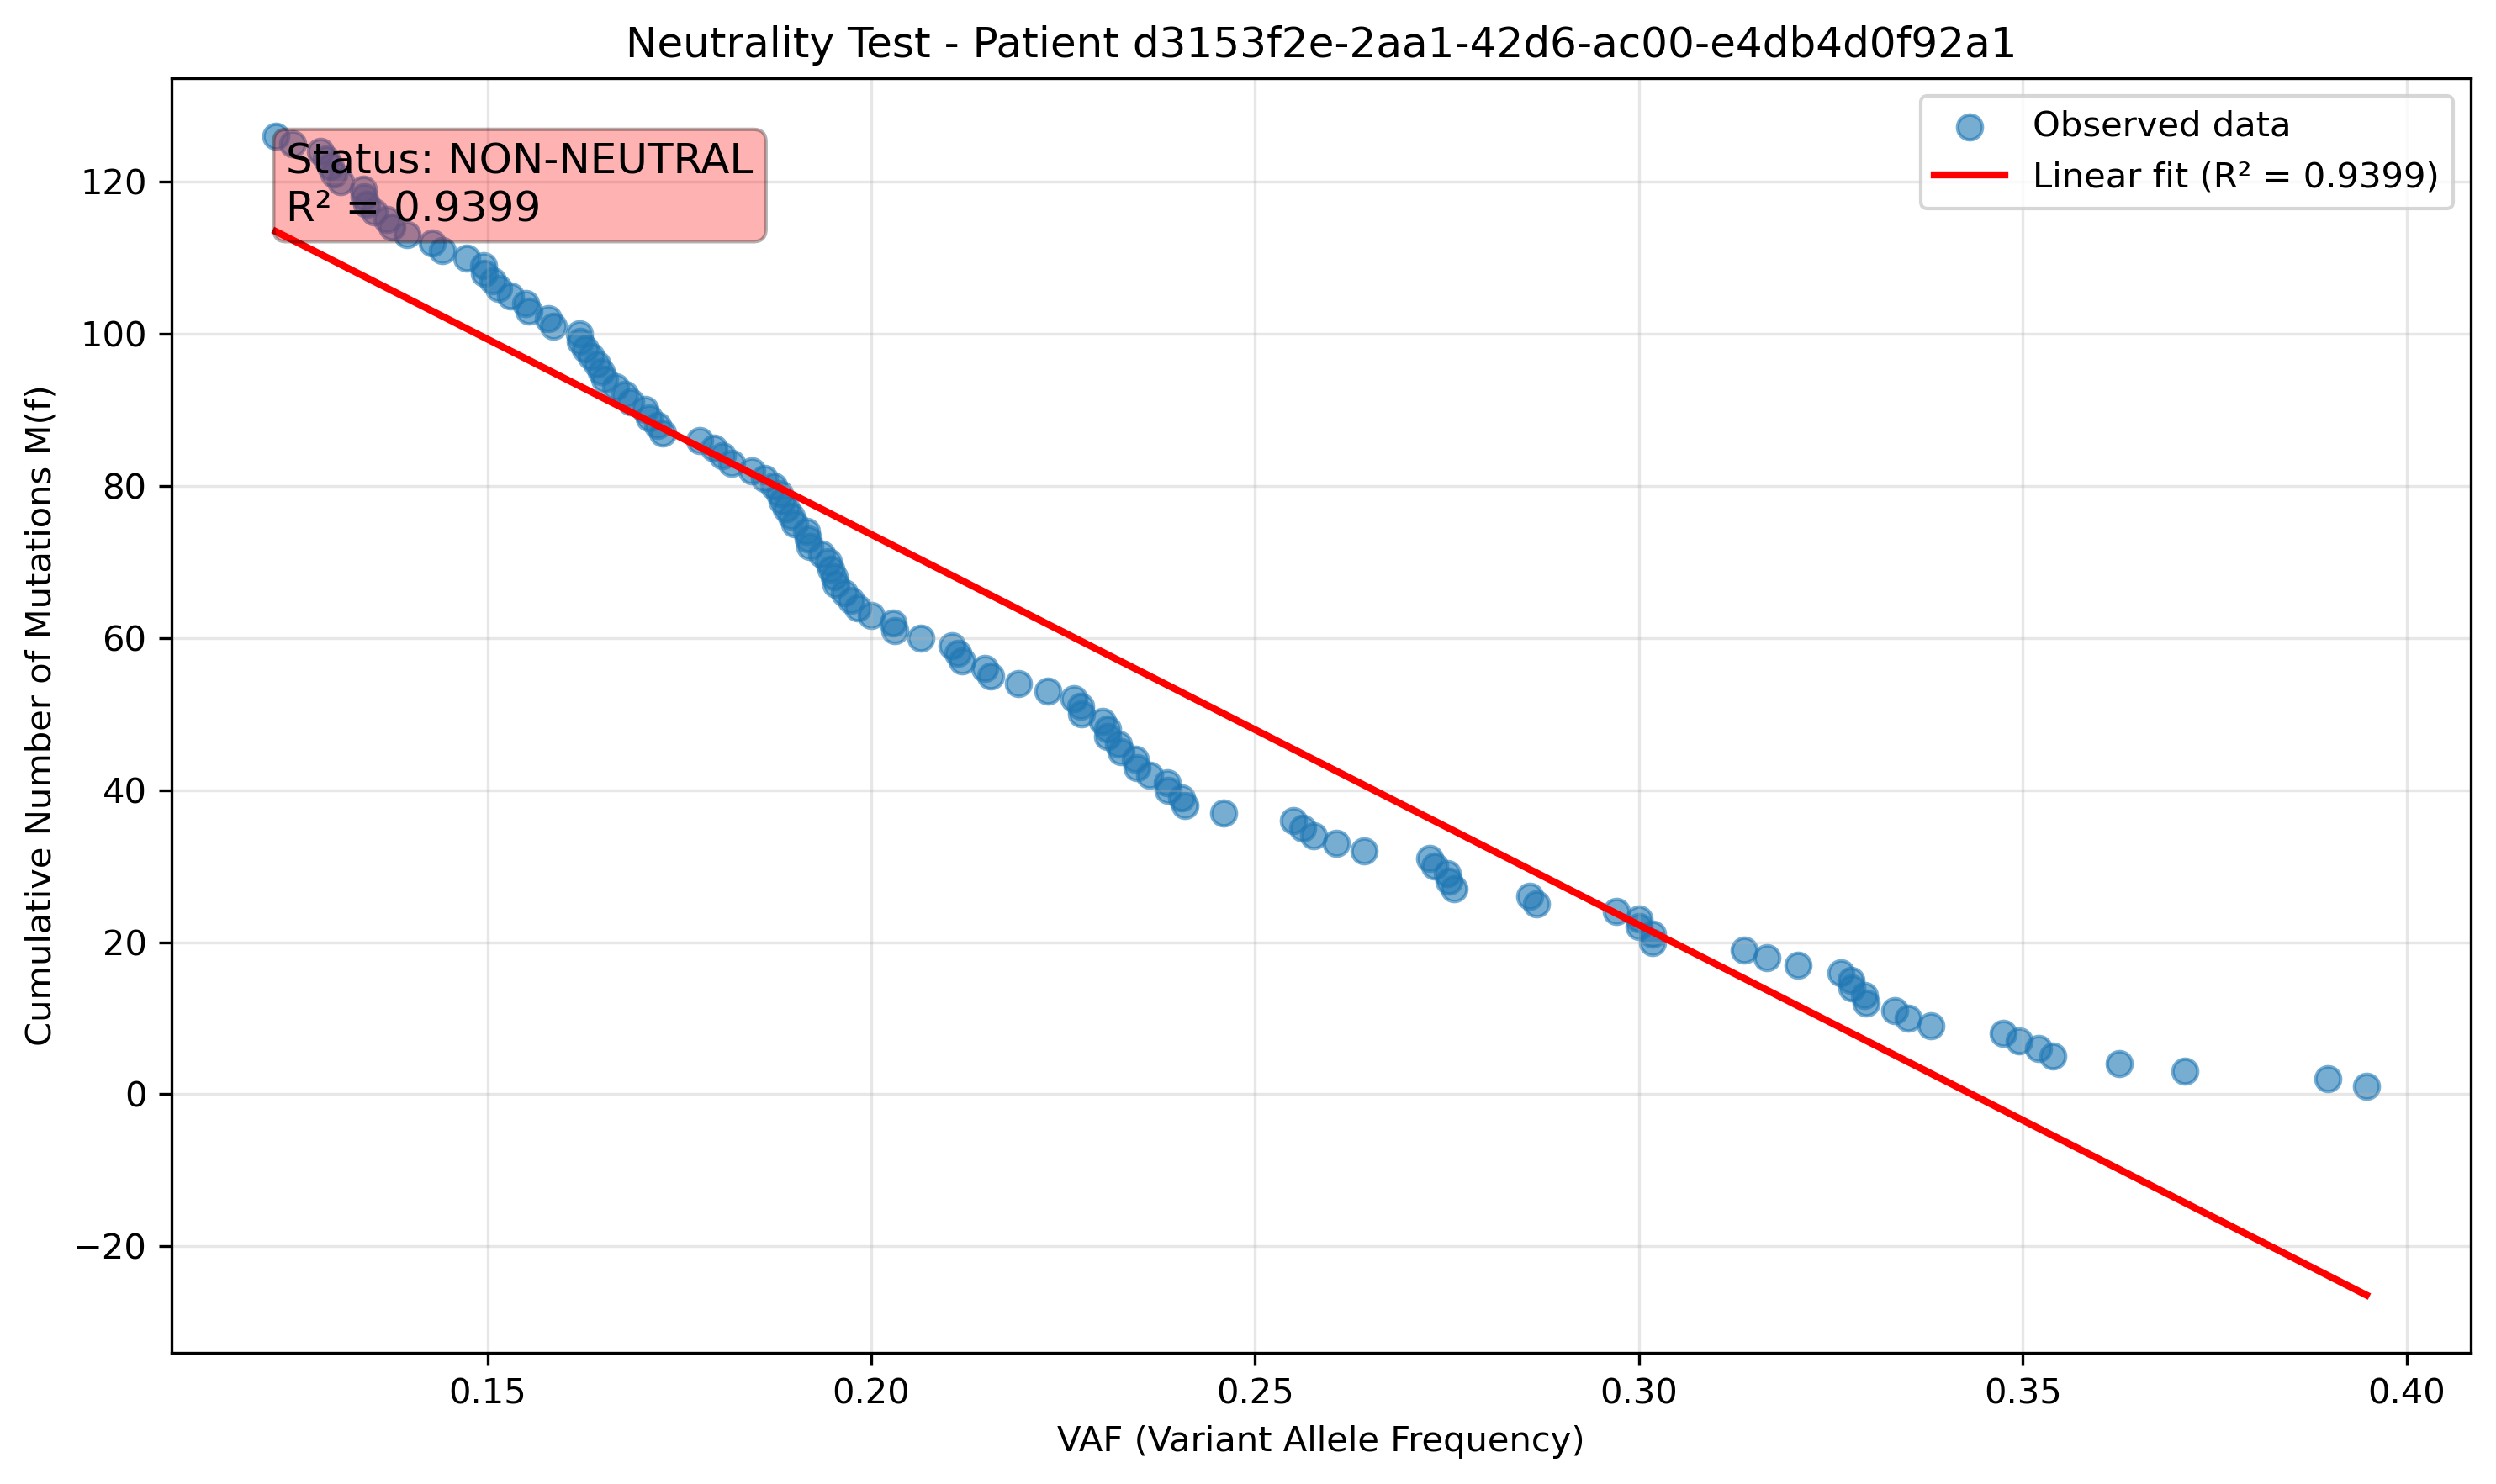 Neutrality Test - Patient d3153f2e-2aa1-42d6-ac00-e4db4d0f92a1
Status: NON-NEUTRAL
R² = 0.9399
Observed data
Linear fit (R² = 0.9399)
Cumulative Number of Mutations M(f)
120
100
80
60
40
20
0
−20
0.15
0.20
0.25
0.30
0.35
0.40
VAF (Variant Allele Frequency)